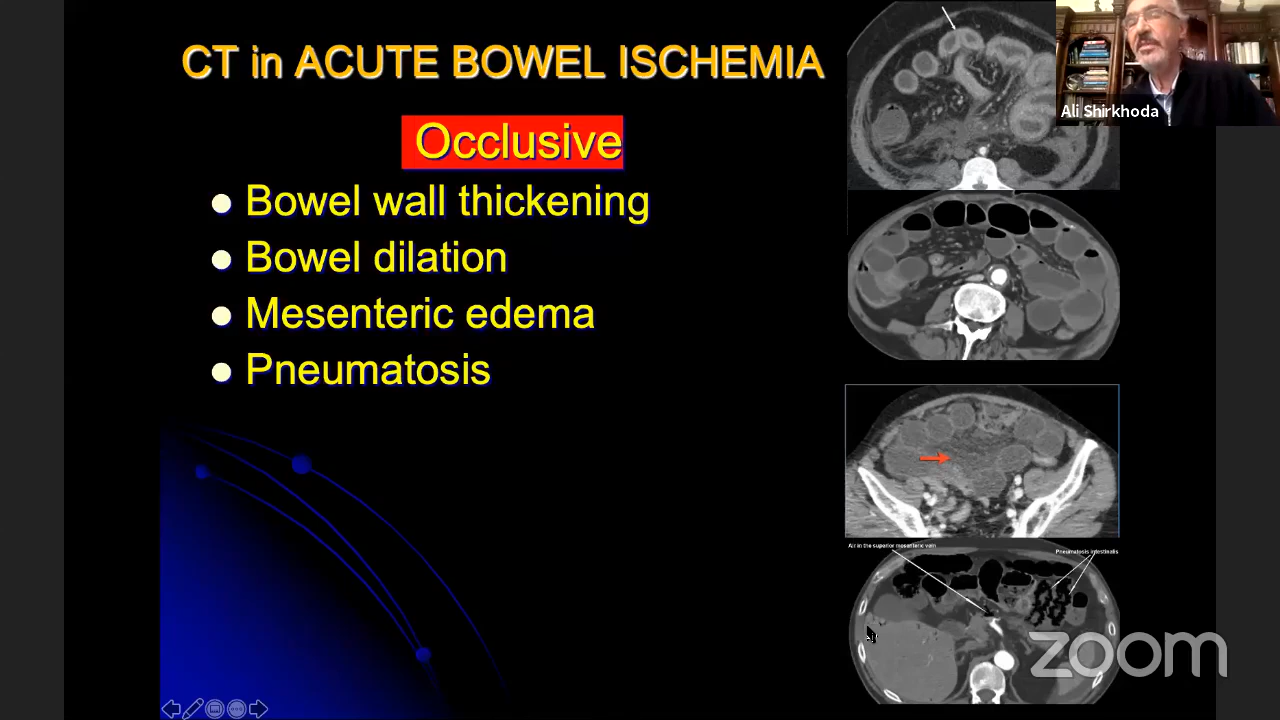 CT in ACUTE BOWEL ISCHEMIA
Ali Shirkhoda
Occlusive
Bowel wall thickening
Bowel dilation
Mesenteric edema
Pneumatosis
Air in the superior mesenteric vein
Pneumatosis intestinalis
zoom